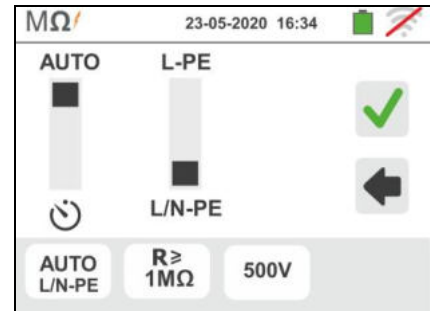 MΩ 23-05-2020 16:34
AUTO L-PE
L/N-PE
AUTO R≥ 500V
L/N-PE 1MΩ